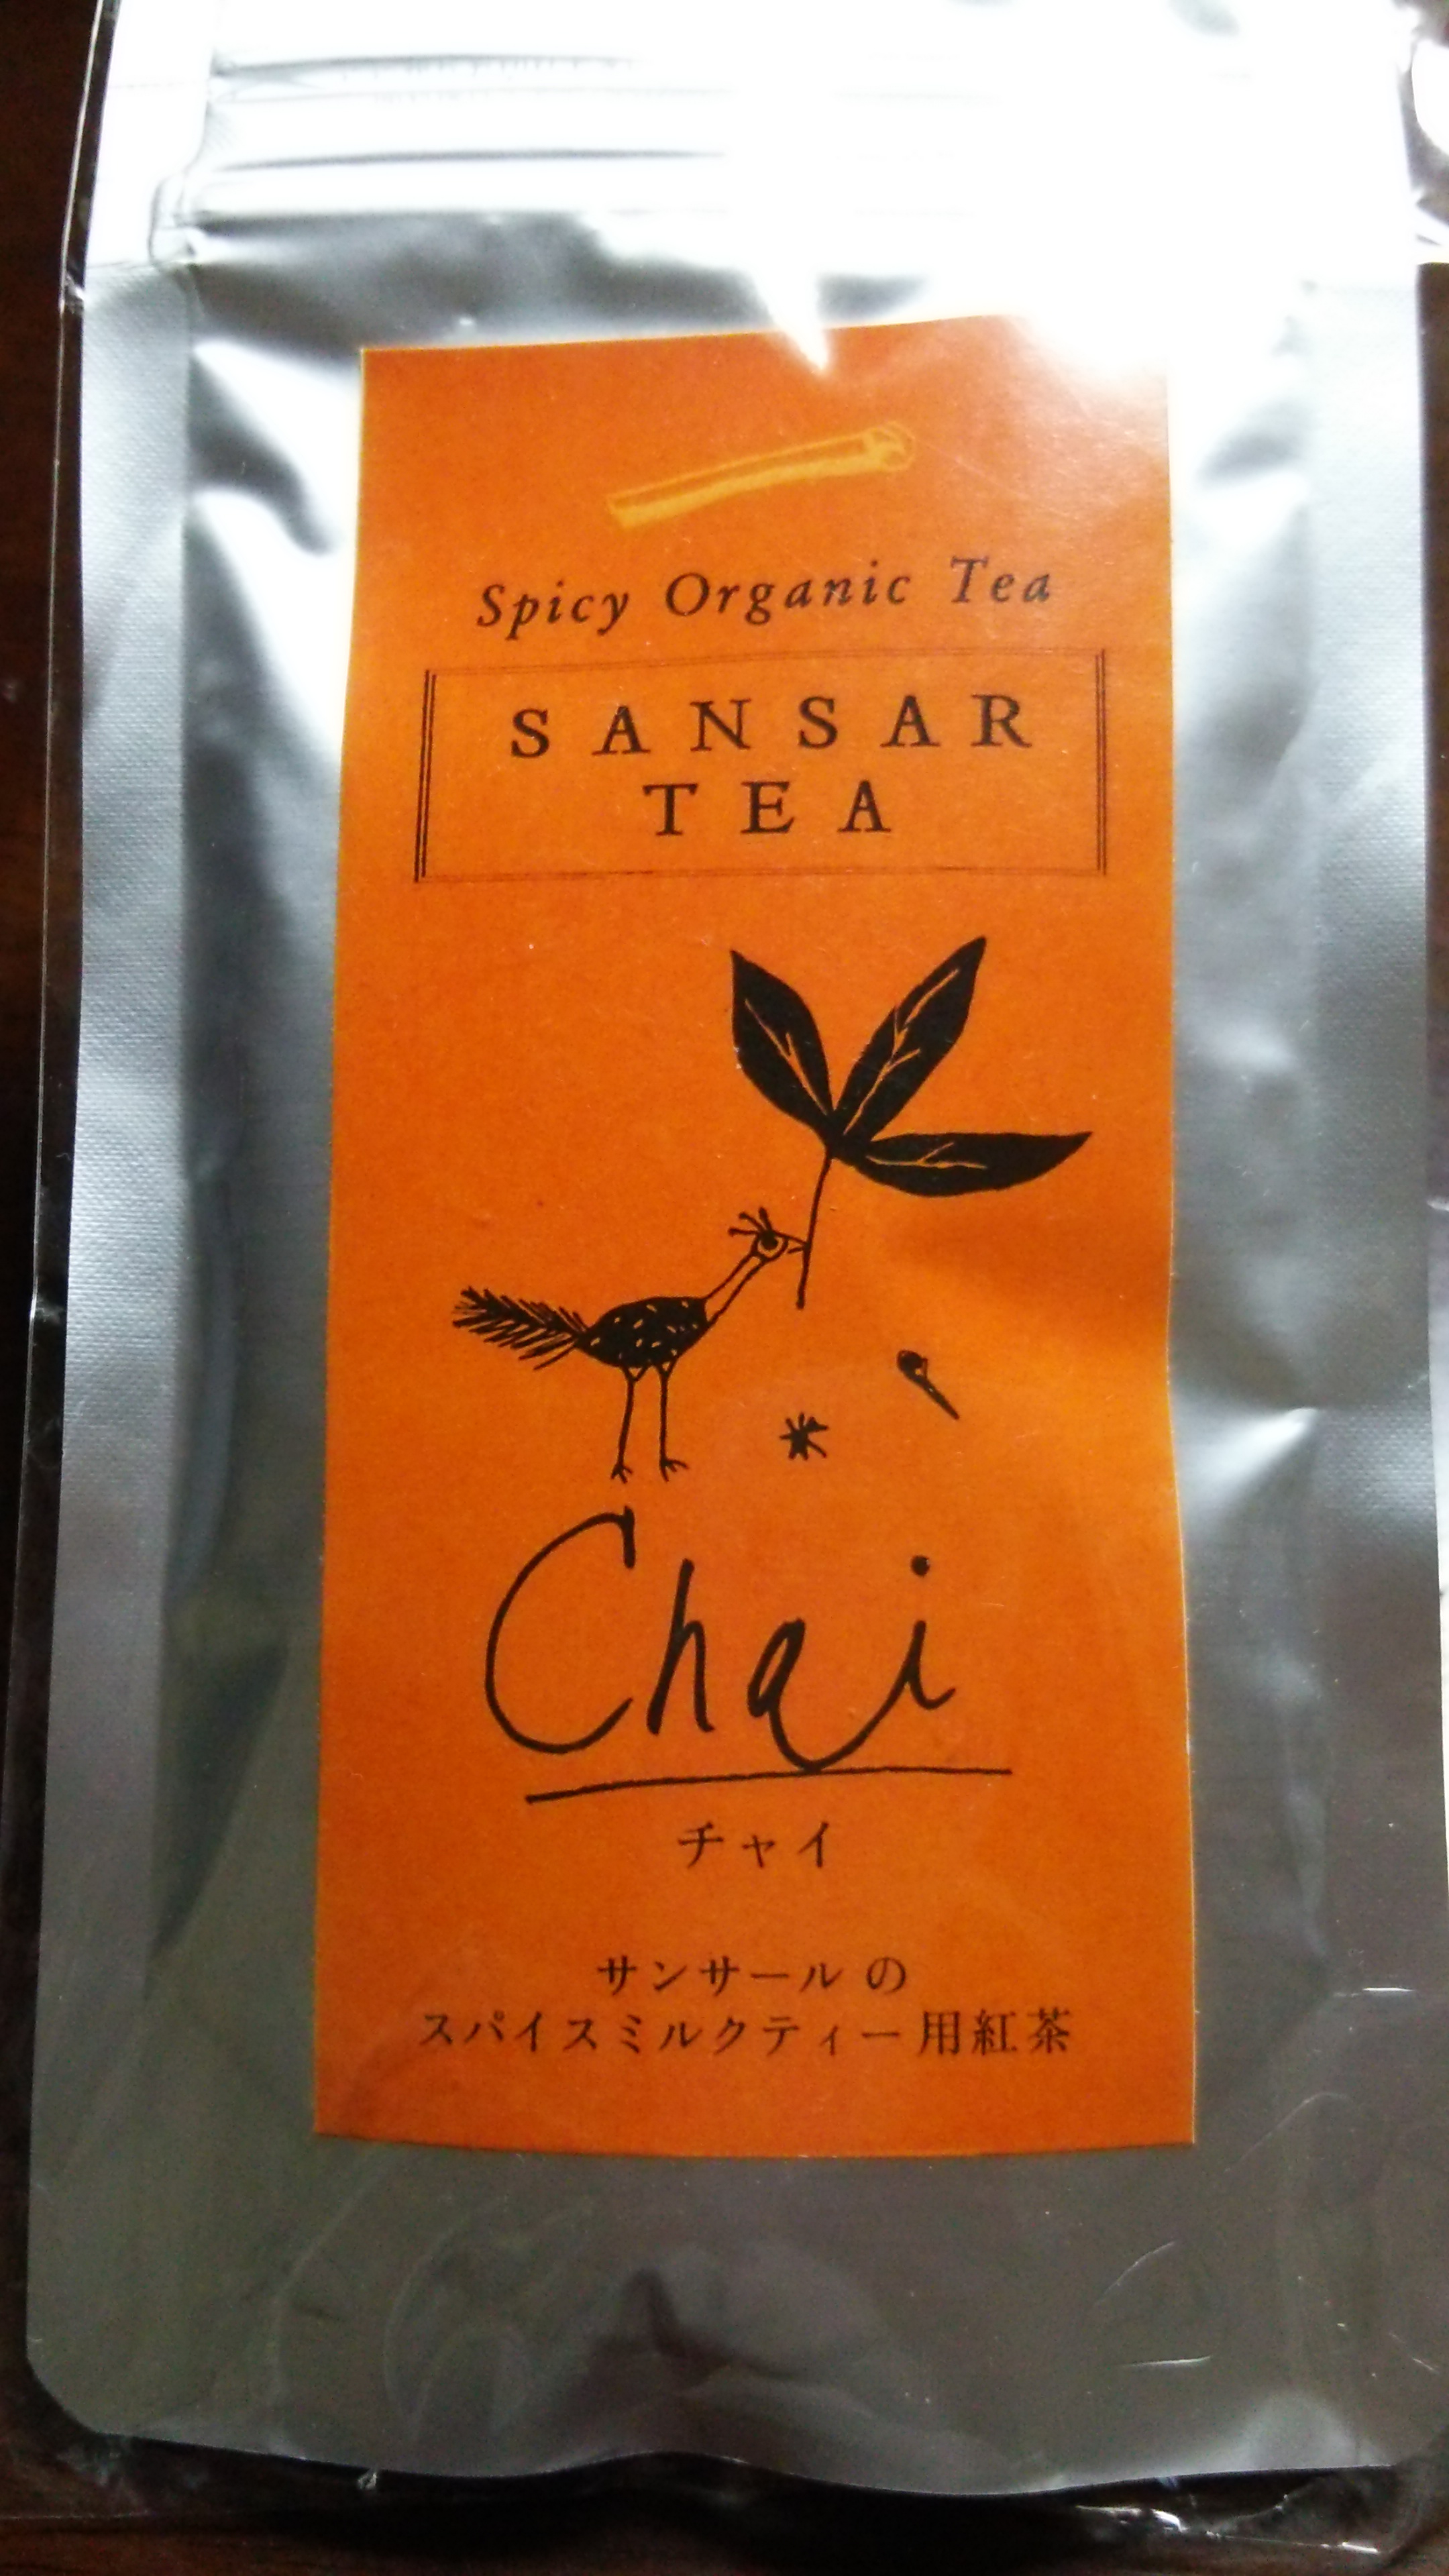 Spicy Organic Tea
SANSAR
TEA
Chai
チャイ
サンサールの
スパイスミルクティー用紅茶